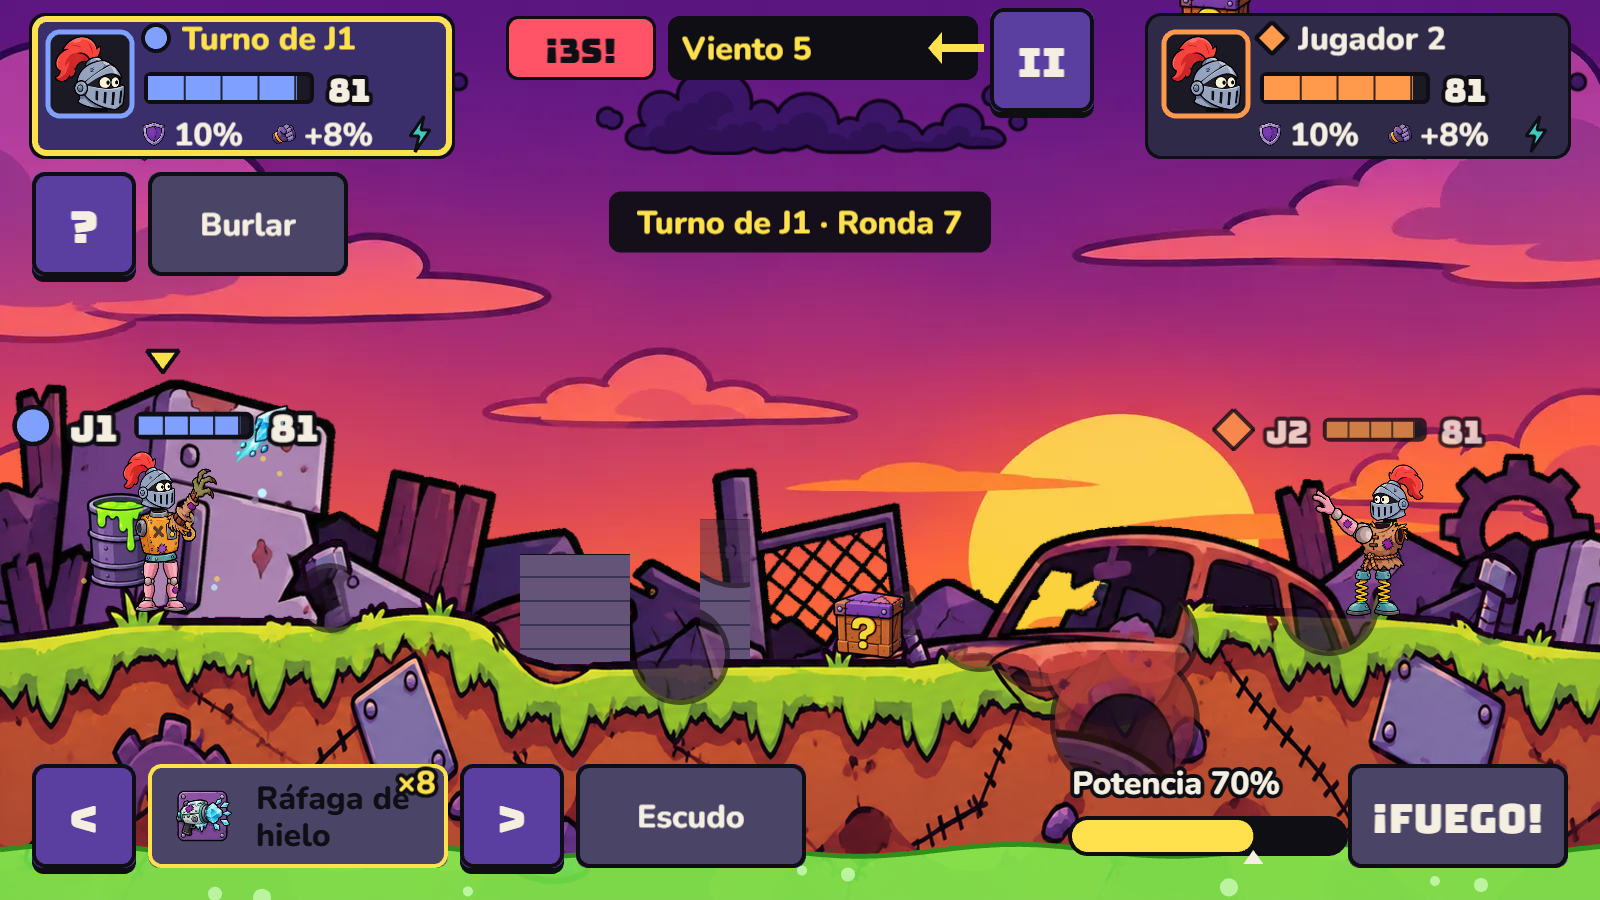 Turno de J1
81
10%
+8%
¡3S!
Viento 5
II
Jugador 2
81
10%
+8%
?
Burlar
Turno de J1 · Ronda 7
J1
81
J2
81
?
<
Ráfaga de
hielo
×8
>
Escudo
Potencia 70%
¡FUEGO!